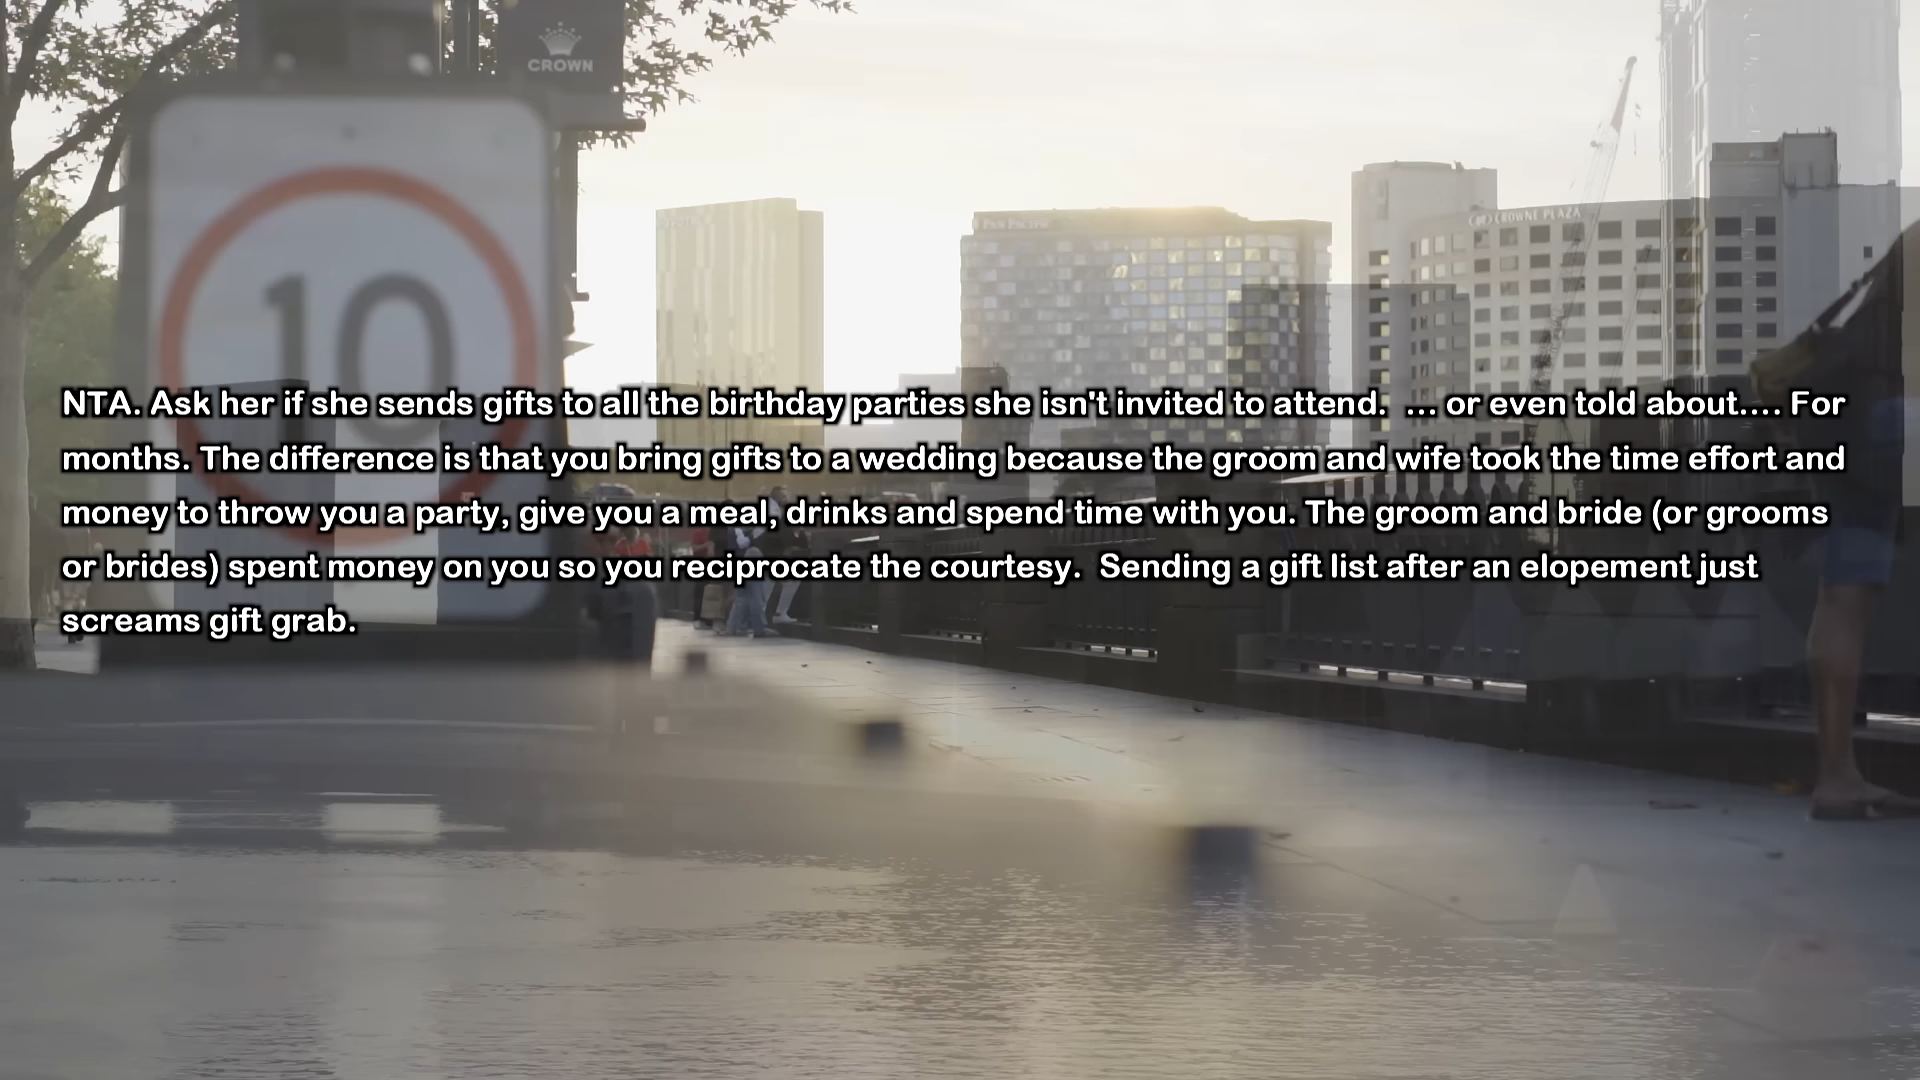 CROWN
10
PAN PACIFIC
CROWNE PLAZA
NTA. Ask her if she sends gifts to all the birthday parties she isn't invited to attend.  ... or even told about.... For
months. The difference is that you bring gifts to a wedding because the groom and wife took the time effort and
money to throw you a party, give you a meal, drinks and spend time with you. The groom and bride (or grooms
or brides) spent money on you so you reciprocate the courtesy.  Sending a gift list after an elopement just
screams gift grab.